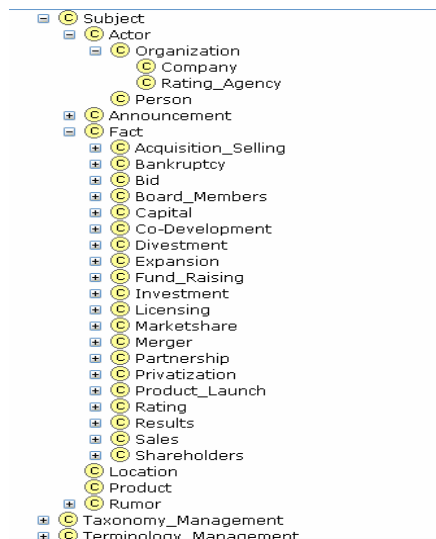 Subject
Actor
Organization
Company
Rating_Agency
Person
Announcement
Fact
Acquisition_Selling
Bankruptcy
Bid
Board_Members
Capital
Co-Development
Divestment
Expansion
Fund_Raising
Investment
Licensing
Marketshare
Merger
Partnership
Privatization
Product_Launch
Rating
Results
Sales
Shareholders
Location
Product
Rumor
Taxonomy_Management
Terminology_Management